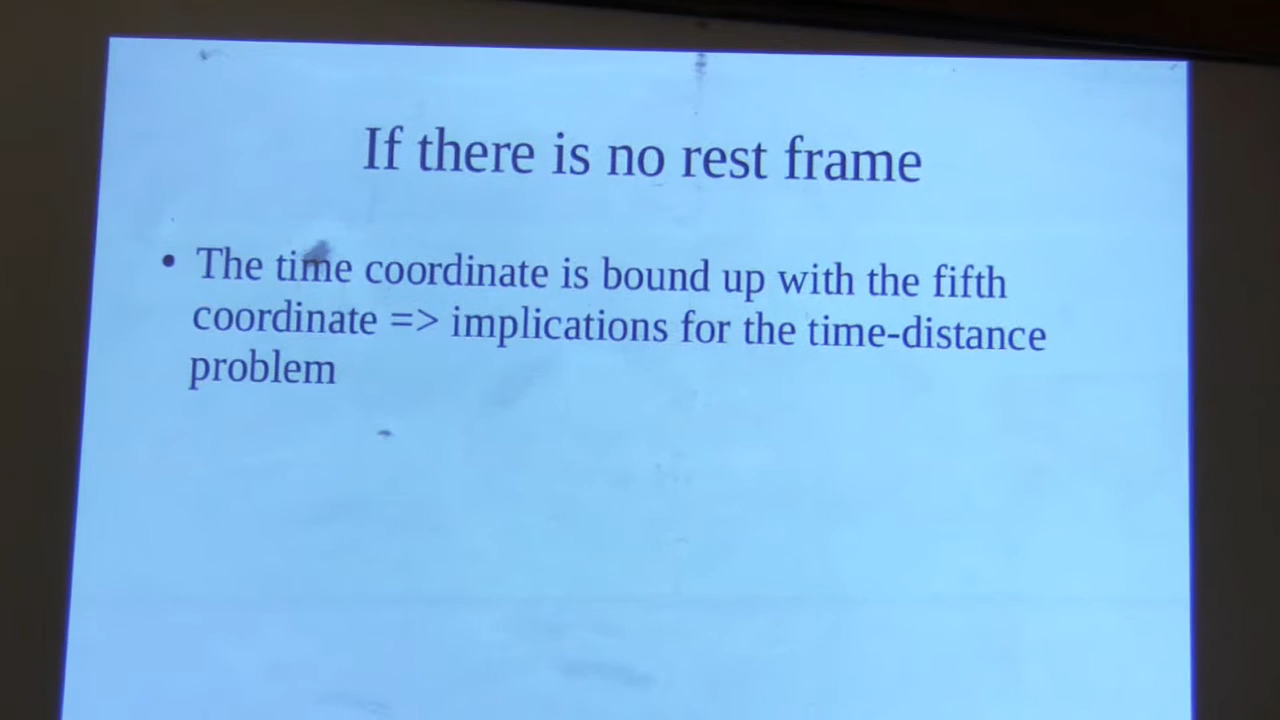 If there is no rest frame
• The time coordinate is bound up with the fifth
coordinate => implications for the time-distance
problem